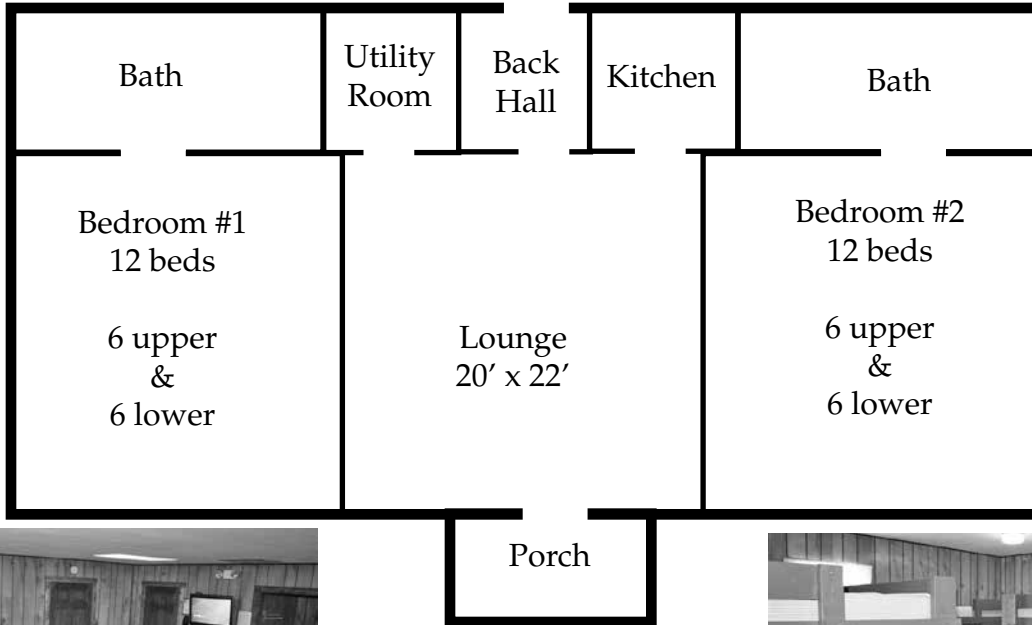 Bath
Utility
Room
Back
Hall
Kitchen
Bath
Bedroom #1
12 beds
6 upper
&
6 lower
Lounge
20′ x 22′
Bedroom #2
12 beds
6 upper
&
6 lower
Porch